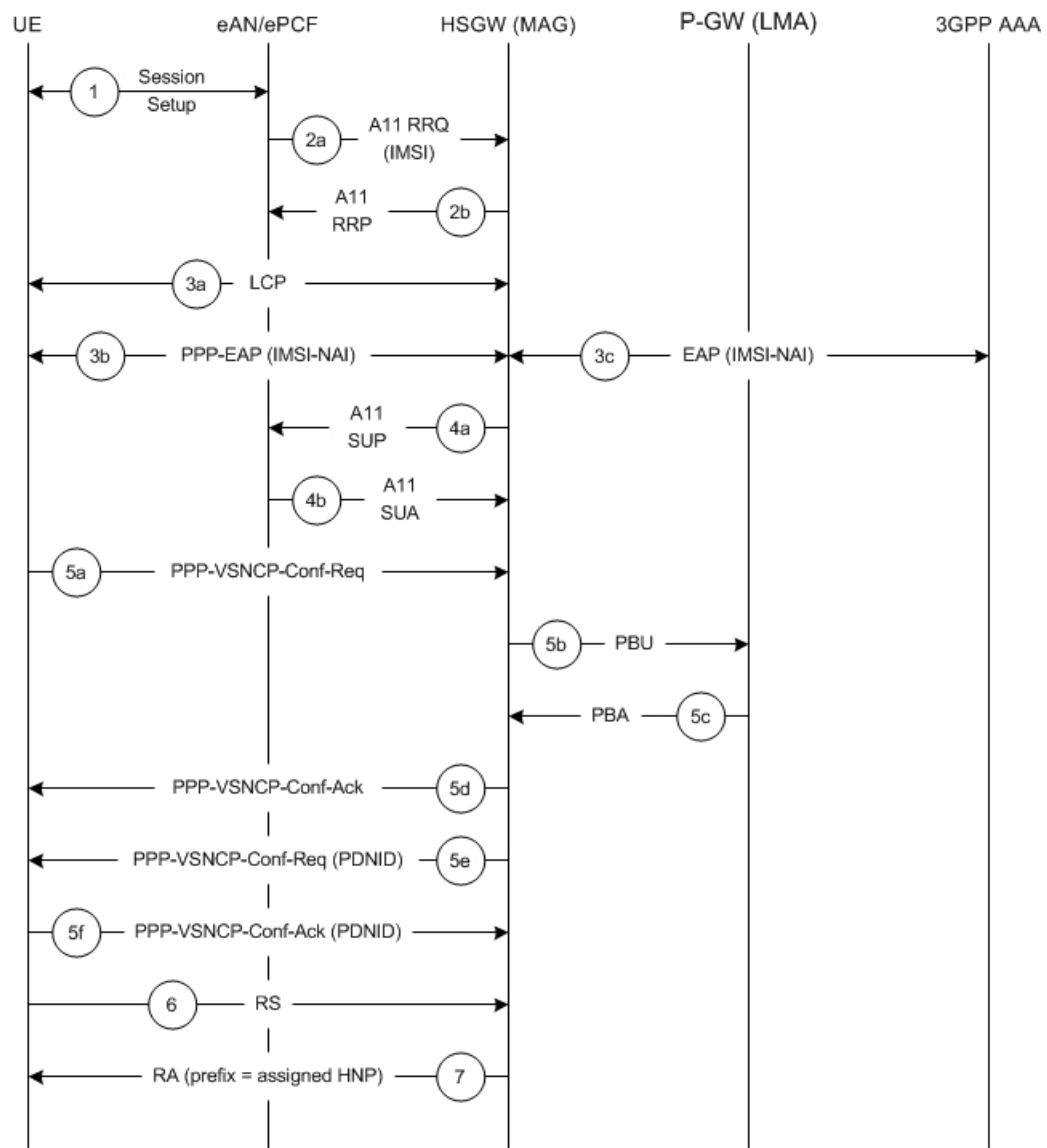 UE
eAN/ePCF
HSGW (MAG)
P-GW (LMA)
3GPP AAA
1
Session
Setup
2a
A11 RRQ
(IMSI)
A11
RRP
2b
3a
LCP
3b
PPP-EAP (IMSI-NAI)
3c
EAP (IMSI-NAI)
A11
SUP
4a
4b
A11
SUA
5a
PPP-VSNCP-Conf-Req
5b
PBU
PBA
5c
PPP-VSNCP-Conf-Ack
5d
PPP-VSNCP-Conf-Req (PDNID)
5e
5f
PPP-VSNCP-Conf-Ack (PDNID)
6
RS
RA (prefix = assigned HNP)
7